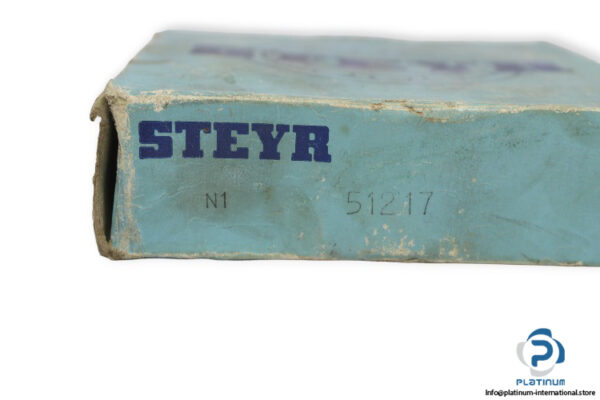 STEYR
N1 51217
PLATINUM
Info@platinum-international.store